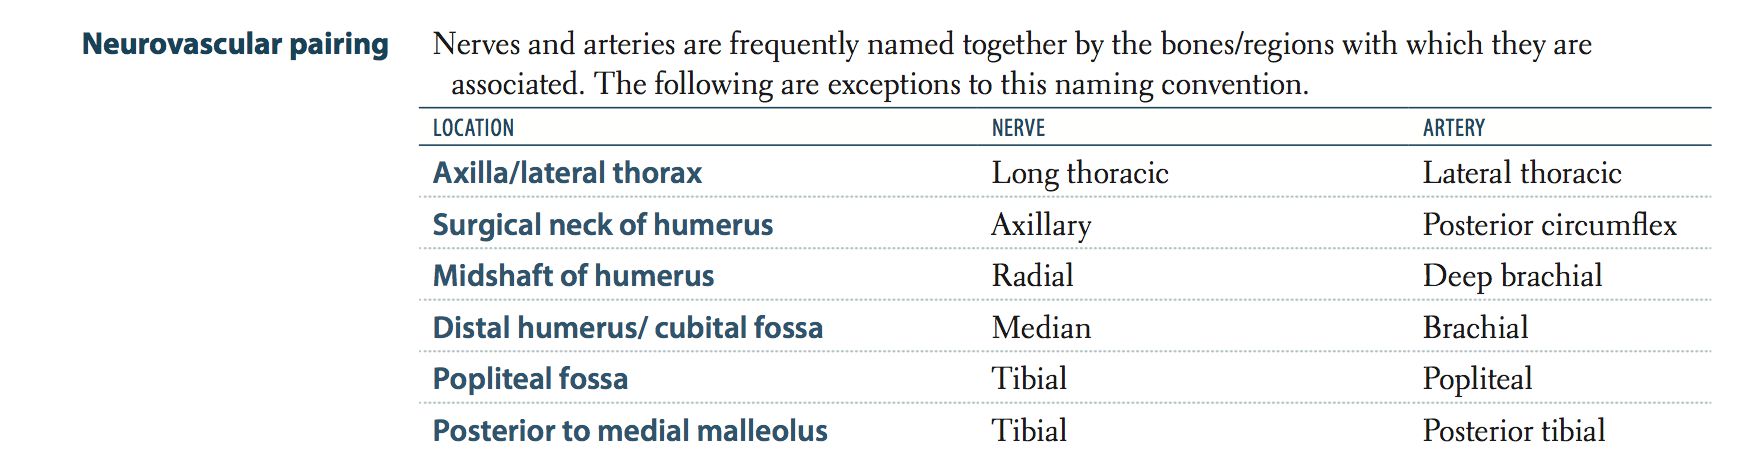 Neurovascular pairing Nerves and arteries are frequently named together by the bones/regions with which they are
associated. The following are exceptions to this naming convention.
LOCATION NERVE ARTERY
Axilla/lateral thorax Long thoracic Lateral thoracic
Surgical neck of humerus Axillary Posterior circumflex
Midshaft of humerus Radial Deep brachial
Distal humerus/ cubital fossa Median Brachial
Popliteal fossa Tibial Popliteal
Posterior to medial malleolus Tibial Posterior tibial